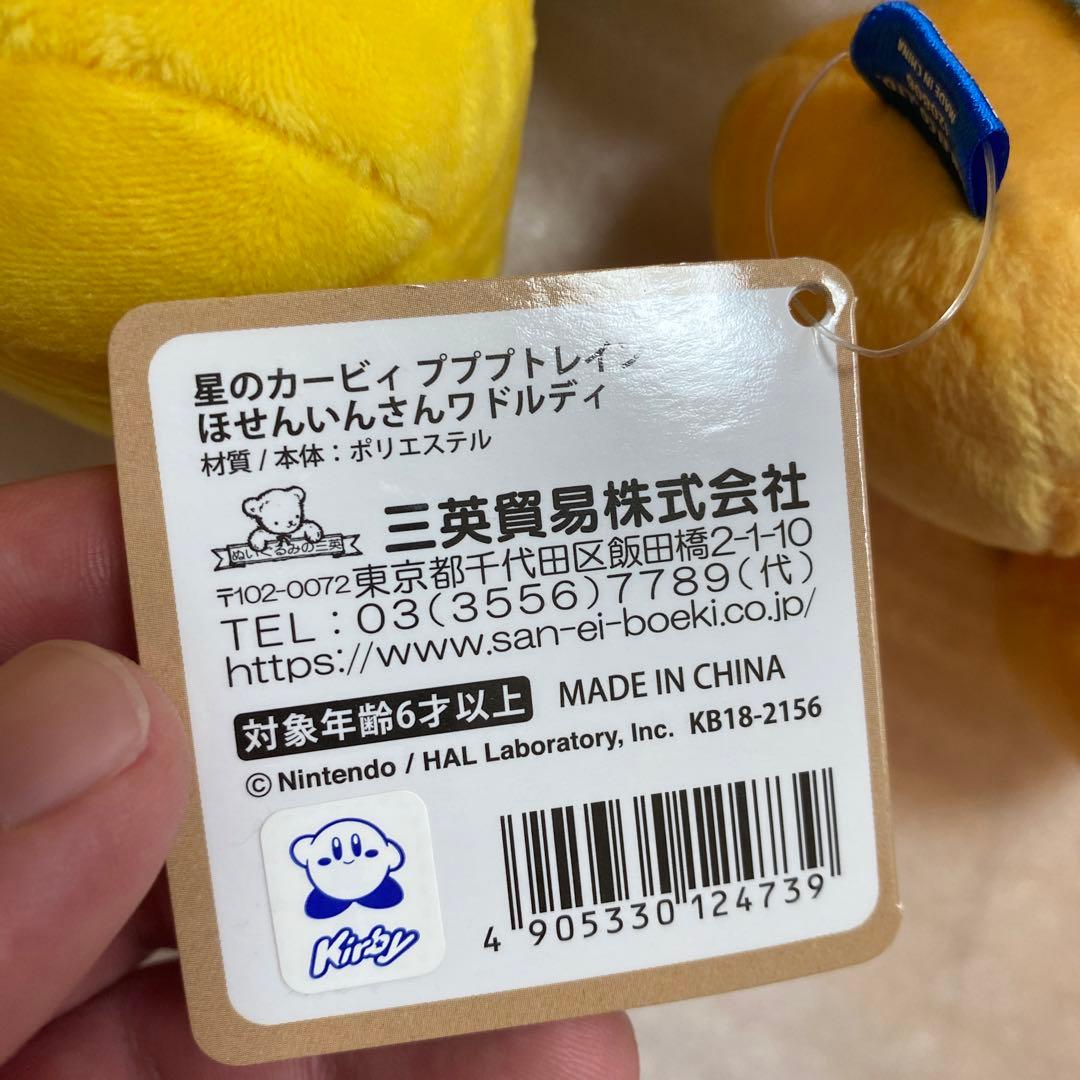 星のカービィ プププトレイン
ほせんいんさんワドルディ
材質 / 本体：ポリエステル
ぬいぐるみの三英
三英貿易株式会社
〒102-0072 東京都千代田区飯田橋2-1-10
TEL：03(3556)7789(代)
https://www.san-ei-boeki.co.jp/
対象年齢6才以上 MADE IN CHINA
© Nintendo / HAL Laboratory, Inc. KB18-2156
Kirby
4 905330 124739
MADE IN CHINA